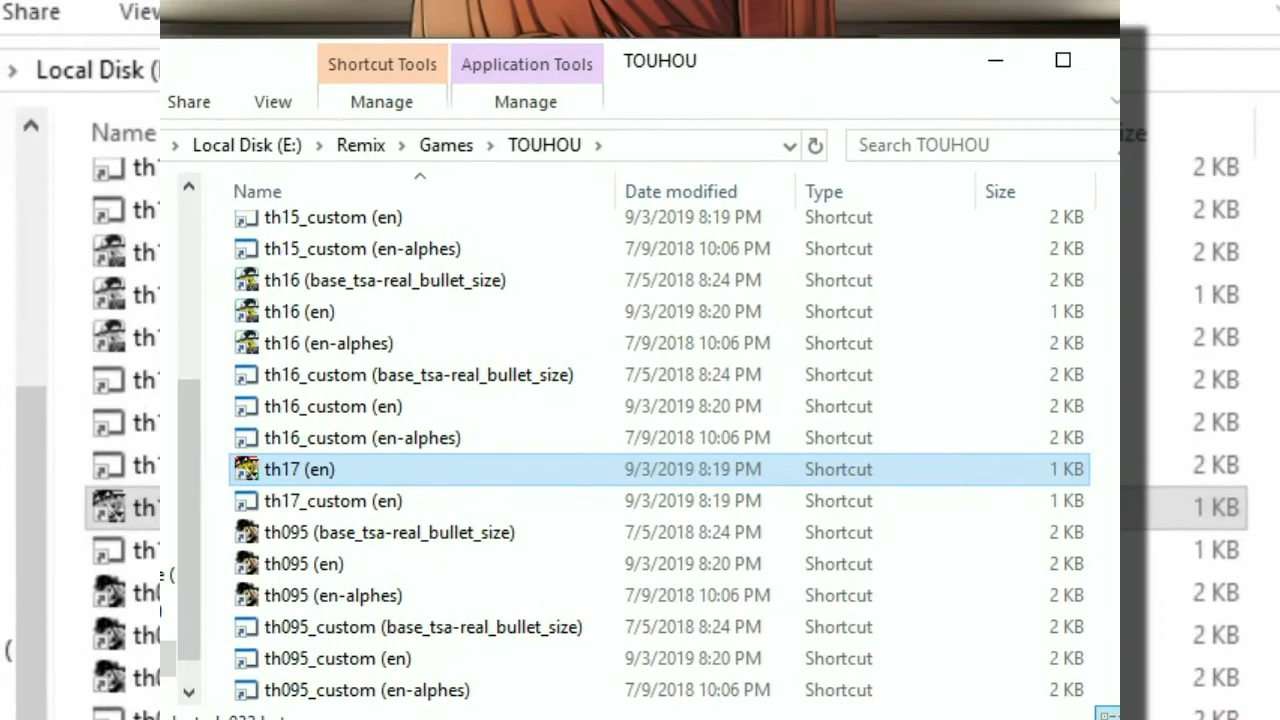 Share
View
Local Disk (
Name
Shortcut Tools
Application Tools
TOUHOU
Share
View
Manage
Manage
Local Disk (E:) > Remix > Games > TOUHOU >
Search TOUHOU
Name
Date modified
Type
Size
th15_custom (en) 9/3/2019 8:19 PM Shortcut 2 KB
th15_custom (en-alphes) 7/9/2018 10:06 PM Shortcut 2 KB
th16 (base_tsa-real_bullet_size) 7/5/2018 8:24 PM Shortcut 2 KB
th16 (en) 9/3/2019 8:20 PM Shortcut 1 KB
th16 (en-alphes) 7/9/2018 10:06 PM Shortcut 2 KB
th16_custom (base_tsa-real_bullet_size) 7/5/2018 8:24 PM Shortcut 2 KB
th16_custom (en) 9/3/2019 8:20 PM Shortcut 2 KB
th16_custom (en-alphes) 7/9/2018 10:06 PM Shortcut 2 KB
th17 (en) 9/3/2019 8:19 PM Shortcut 1 KB
th17_custom (en) 9/3/2019 8:19 PM Shortcut 1 KB
th095 (base_tsa-real_bullet_size) 7/5/2018 8:24 PM Shortcut 2 KB
th095 (en) 9/3/2019 8:20 PM Shortcut 2 KB
th095 (en-alphes) 7/9/2018 10:06 PM Shortcut 2 KB
th095_custom (base_tsa-real_bullet_size) 7/5/2018 8:24 PM Shortcut 2 KB
th095_custom (en) 9/3/2019 8:20 PM Shortcut 2 KB
th095_custom (en-alphes) 7/9/2018 10:06 PM Shortcut 2 KB
2 KB
2 KB
2 KB
1 KB
2 KB
2 KB
2 KB
2 KB
1 KB
1 KB
2 KB
2 KB
2 KB